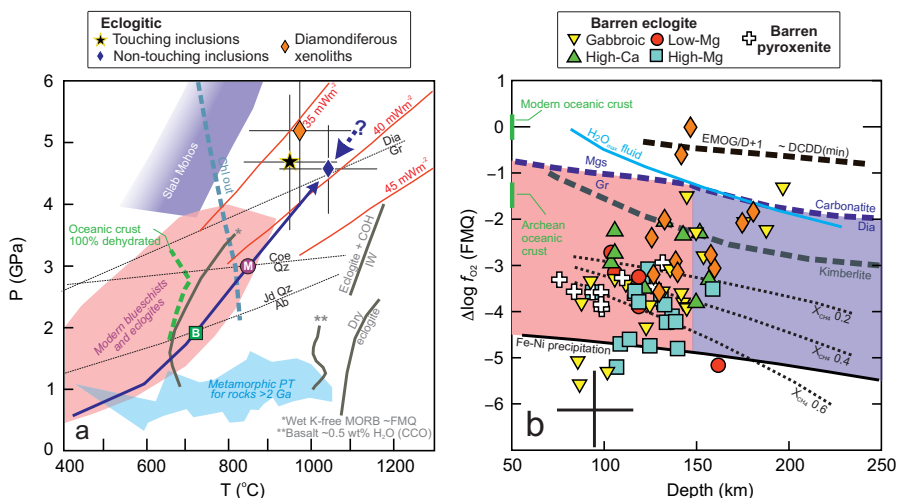 Eclogitic
Touching inclusions
Non-touching inclusions
Diamondiferous
xenoliths
Barren eclogite
Gabbroic
High-Ca
Low-Mg
High-Mg
Barren
pyroxenite
P (GPa)
6
5
4
3
2
1
0
400
600
800
1000
1200
T (°C)
a
Slab Mohos
Chl out
35 mWm-2
40 mWm-2
45 mWm-2
?
Dia
Gr
Oceanic crust
100% dehydrated
*
M
Coe
Qz
Jd Qz
Ab
B
Modern blueschists
and eclogites
Eclogite + COH
IW
Dry
eclogite
**
Metamorphic PT
for rocks >2 Ga
*Wet K-free MORB ~FMQ
**Basalt ~0.5 wt% H2O (CCO)
Δlog fO2 (FMQ)
1
0
−1
−2
−3
−4
−5
−6
50
100
150
200
250
Depth (km)
b
Modern oceanic crust
H2Omax fluid
EMOG/D+1 ~ DCDD(min)
Mgs
Gr
Carbonatite
Dia
Archean
oceanic
crust
Kimberlite
XCH4 0.2
XCH4 0.4
XCH4 0.6
Fe-Ni precipitation